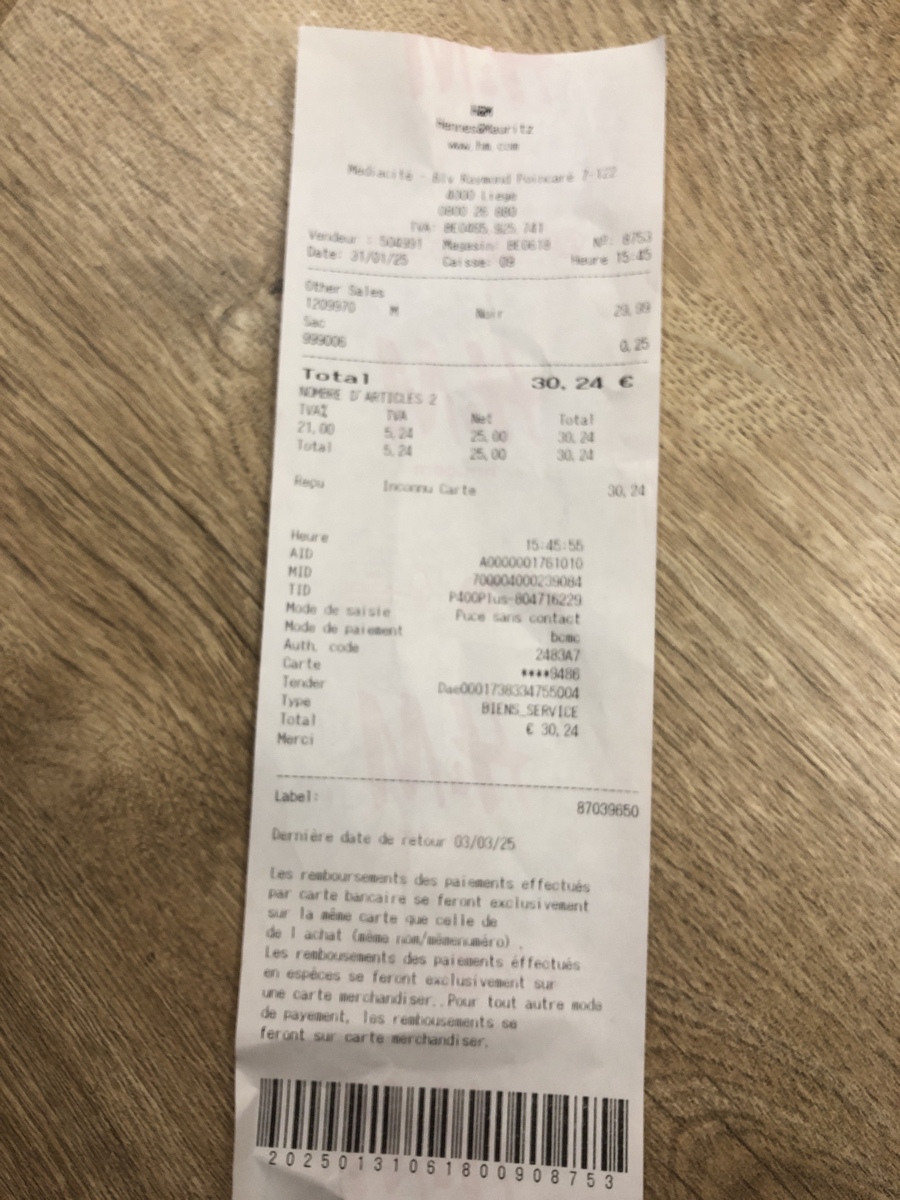 H&M
Hennes&Mauritz
www.hm.com
Médiacité - Blv Raymond Poincaré 7-122
4000 Liege
0800 26 880
TVA: BE0455 925 741
Vendeur : 504991 Magasin: BE0618 N°: 8753
Date: 31/01/25 Caisse: 09 Heure 15:45
Other Sales
1209970 M Noir 29,99
Sac
999006 0,25
Total 30,24 €
NOMBRE D'ARTICLES 2
TVA% TVA Net Total
21,00 5,24 25,00 30,24
Total 5,24 25,00 30,24
Reçu Inconnu Carte 30,24
Heure 15:45:55
AID A0000001761010
MID 700004000239084
TID P400Plus-804716229
Mode de saisie Puce sans contact
Mode de paiement bcmc
Auth. code 2483A7
Carte ****9486
Tender Dae0001738334755004
Type BIENS_SERVICE
Total € 30,24
Merci
Label: 87039650
Dernière date de retour 03/03/25
Les remboursements des paiements effectués
par carte bancaire se feront exclusivement
sur la même carte que celle de
de l achat (même nom/mêmenuméro) .
Les rembousements des paiements éffectués
en espèces se feront exclusivement sur
une carte merchandiser..Pour tout autre mode
de payement, les rembousements se
feront sur carte merchandiser.
20250131061800908753